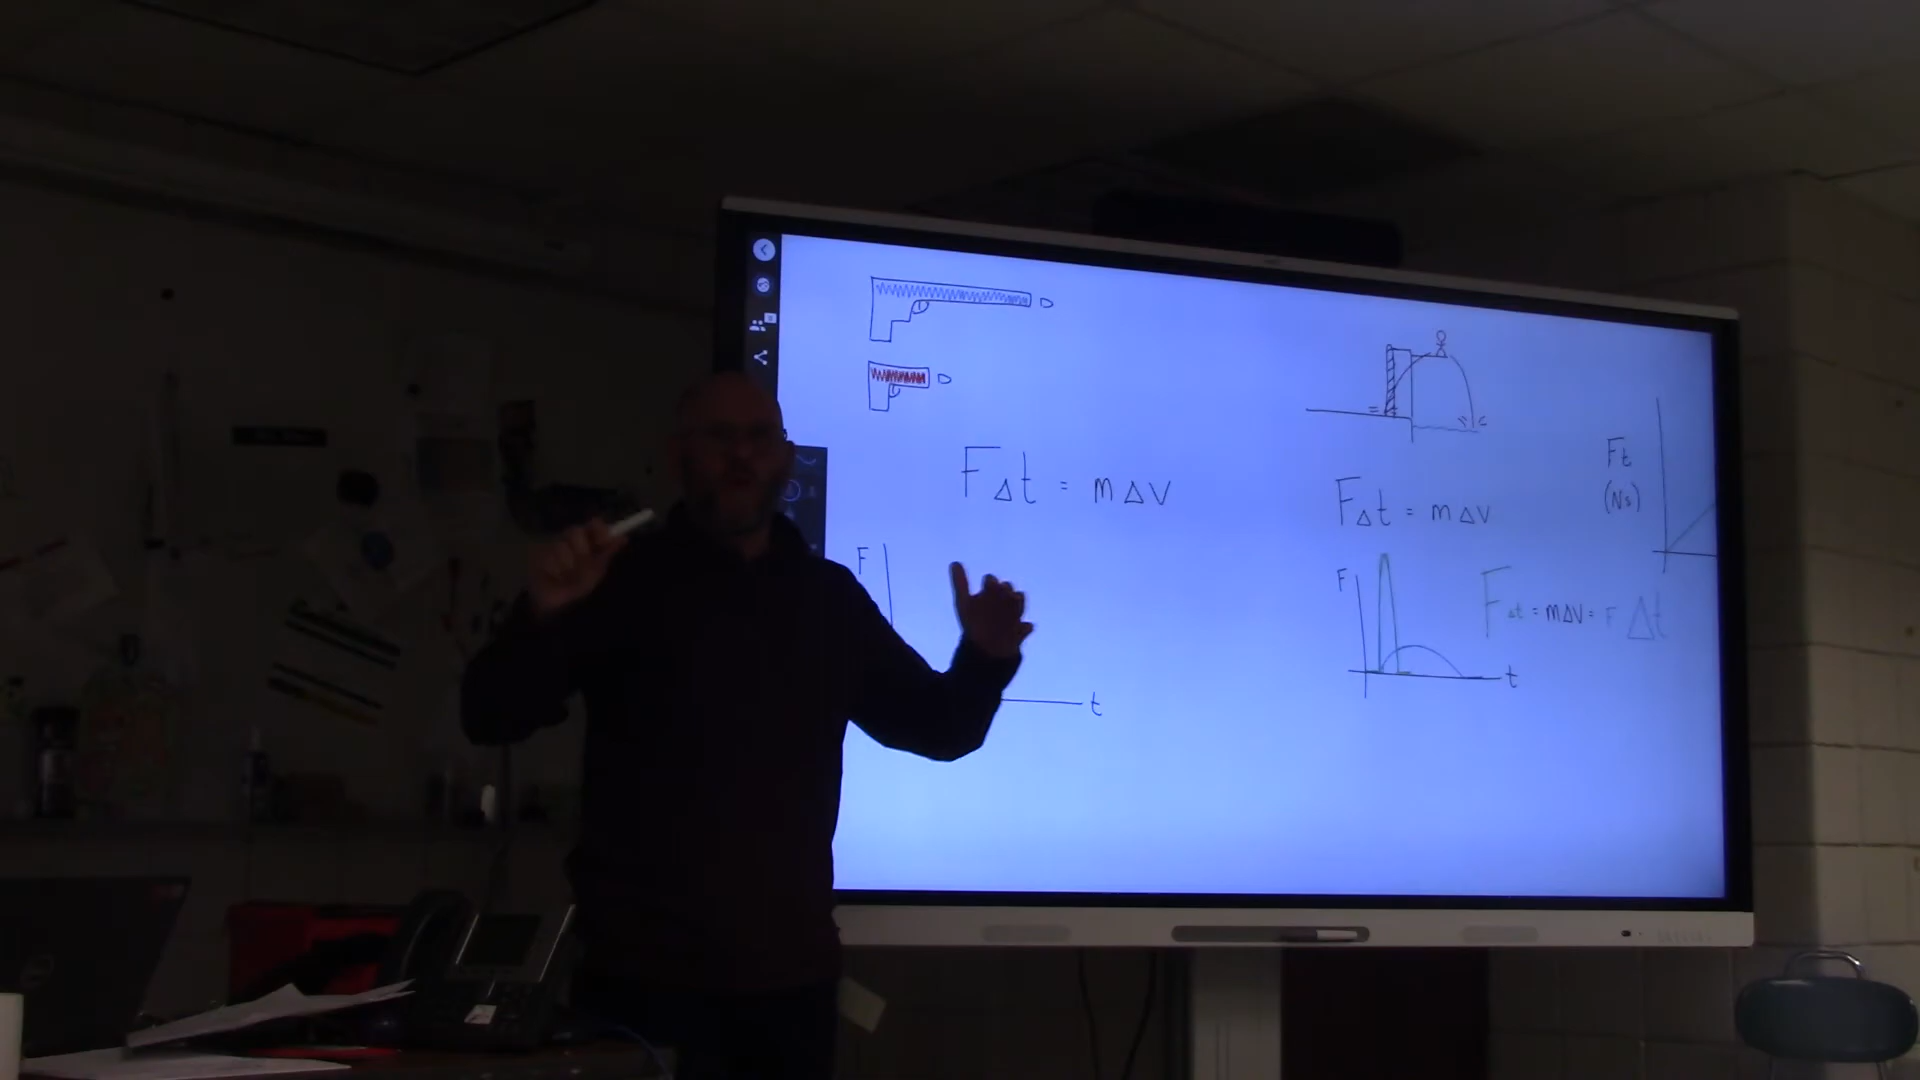 FΔt = mΔv
F
t
FΔt = mΔv
F
t
FΔt = mΔv = FΔt
Ft
(Ns)